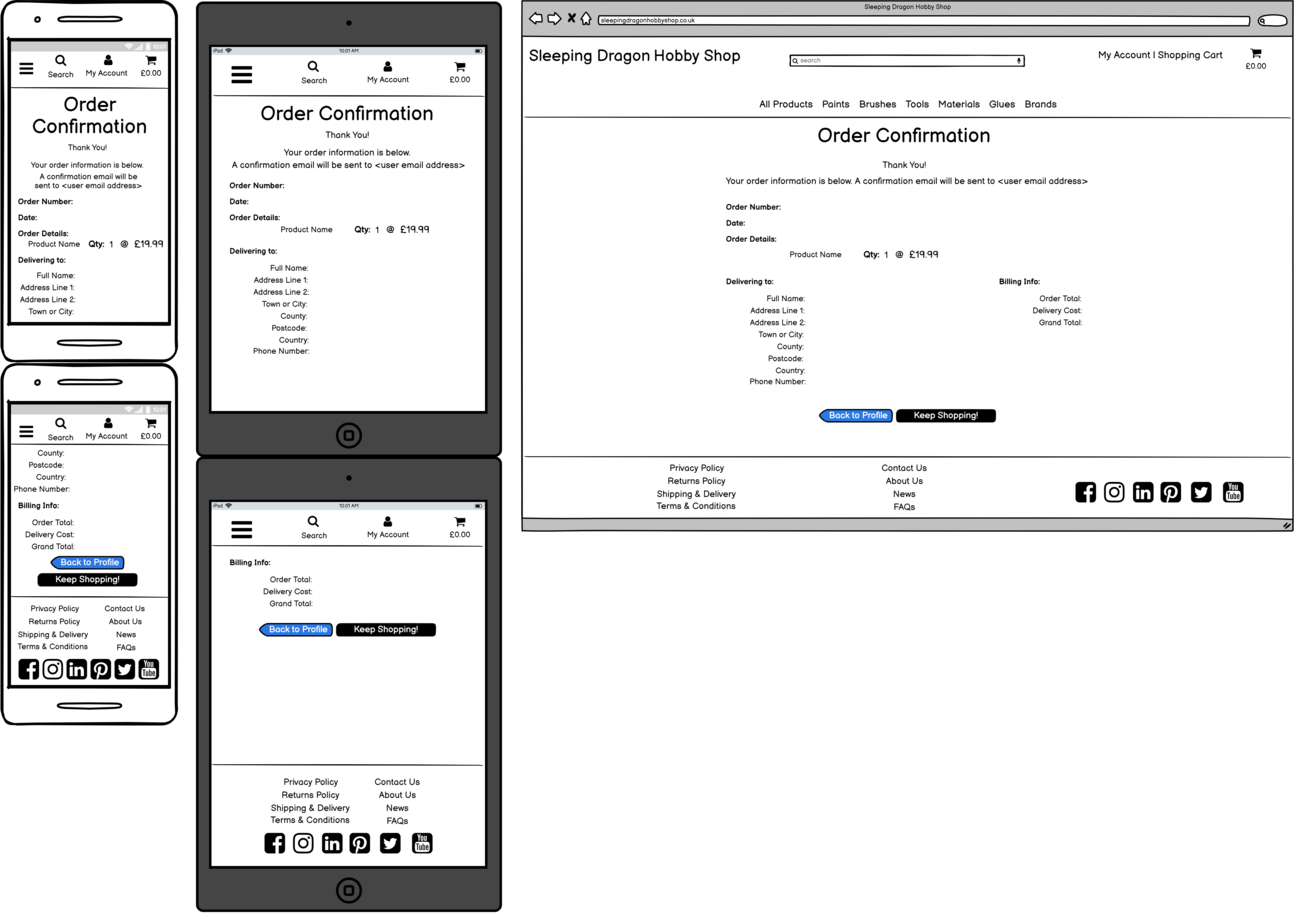 10:01
Search
My Account
£0.00
Order
Confirmation
Thank You!
Your order information is below.
A confirmation email will be
sent to <user email address>
Order Number:
Date:
Order Details:
Product Name Qty: 1 @ £19.99
Delivering to:
Full Name:
Address Line 1:
Address Line 2:
Town or City:
10:01
Search
My Account
£0.00
County:
Postcode:
Country:
Phone Number:
Billing Info:
Order Total:
Delivery Cost:
Grand Total:
Back to Profile
Keep Shopping!
Privacy Policy Contact Us
Returns Policy About Us
Shipping & Delivery News
Terms & Conditions FAQs
You
Tube
iPod 10:01 AM
Search
My Account
£0.00
Order Confirmation
Thank You!
Your order information is below.
A confirmation email will be sent to <user email address>
Order Number:
Date:
Order Details:
Product Name Qty: 1 @ £19.99
Delivering to:
Full Name:
Address Line 1:
Address Line 2:
Town or City:
County:
Postcode:
Country:
Phone Number:
iPod 10:01 AM
Search
My Account
£0.00
Billing Info:
Order Total:
Delivery Cost:
Grand Total:
Back to Profile Keep Shopping!
Privacy Policy Contact Us
Returns Policy About Us
Shipping & Delivery News
Terms & Conditions FAQs
You
Tube
Sleeping Dragon Hobby Shop
sleepingdragonhobbyshop.co.uk
Sleeping Dragon Hobby Shop
search
My Account | Shopping Cart
£0.00
All Products Paints Brushes Tools Materials Glues Brands
Order Confirmation
Thank You!
Your order information is below. A confirmation email will be sent to <user email address>
Order Number:
Date:
Order Details:
Product Name Qty: 1 @ £19.99
Delivering to: Billing Info:
Full Name: Order Total:
Address Line 1: Delivery Cost:
Address Line 2: Grand Total:
Town or City:
County:
Postcode:
Country:
Phone Number:
Back to Profile Keep Shopping!
Privacy Policy Contact Us
Returns Policy About Us
Shipping & Delivery News
Terms & Conditions FAQs
You
Tube